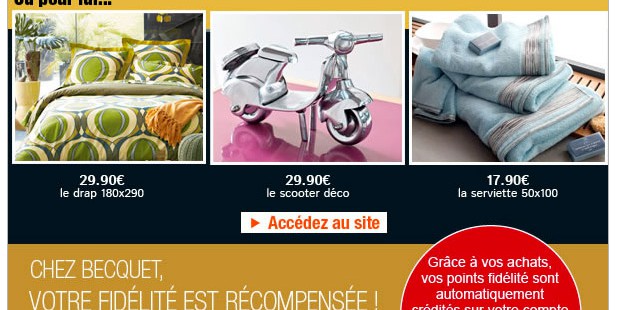 Ou pour lui...
29.90€
le drap 180x290
29.90€
le scooter déco
17.90€
la serviette 50x100
Accédez au site
CHEZ BECQUET,
VOTRE FIDÉLITÉ EST RÉCOMPENSÉE !
Grâce à vos achats,
vos points fidélité sont
automatiquement
crédités sur votre compte